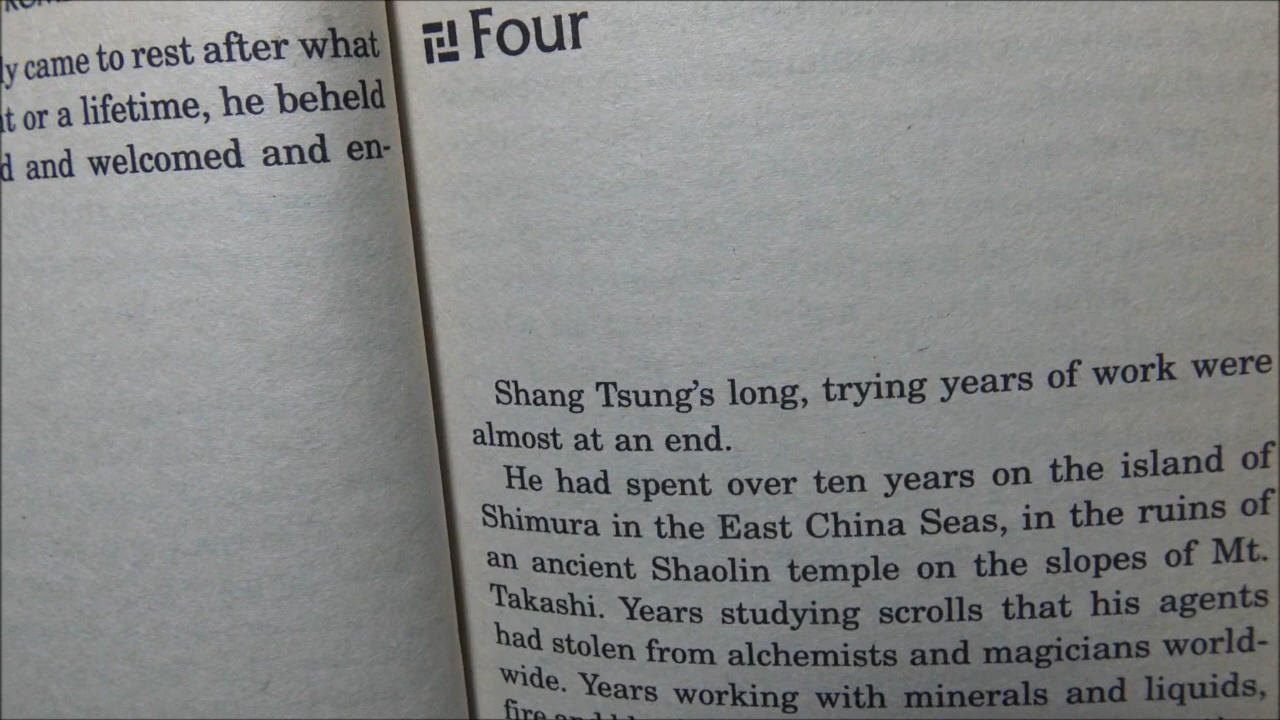 came to rest after what
or a lifetime, he beheld
and welcomed and en-
Four
Shang Tsung's long, trying years of work were
almost at an end.
He had spent over ten years on the island of
Shimura in the East China Seas, in the ruins of
an ancient Shaolin temple on the slopes of Mt.
Takashi. Years studying scrolls that his agents
had stolen from alchemists and magicians world-
wide. Years working with minerals and liquids,
fire and